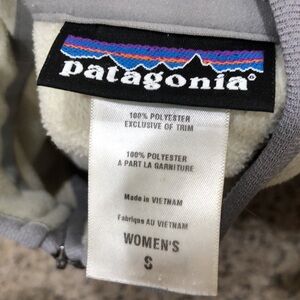 patagonia®
100% POLYESTER
EXCLUSIVE OF TRIM
100% POLYESTER
A PART LA GARNITURE
Made in VIETNAM
Fabriqué AU VIETNAM
WOMEN'S
S